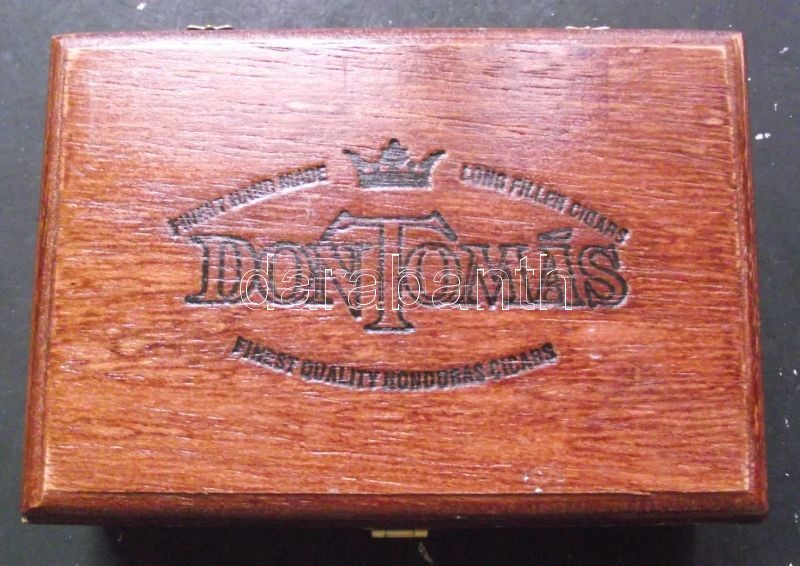 FINEST HAND MADE
LONG FILLER CIGARS
DON TOMÁS
darabanth
FINEST QUALITY HONDURAS CIGARS